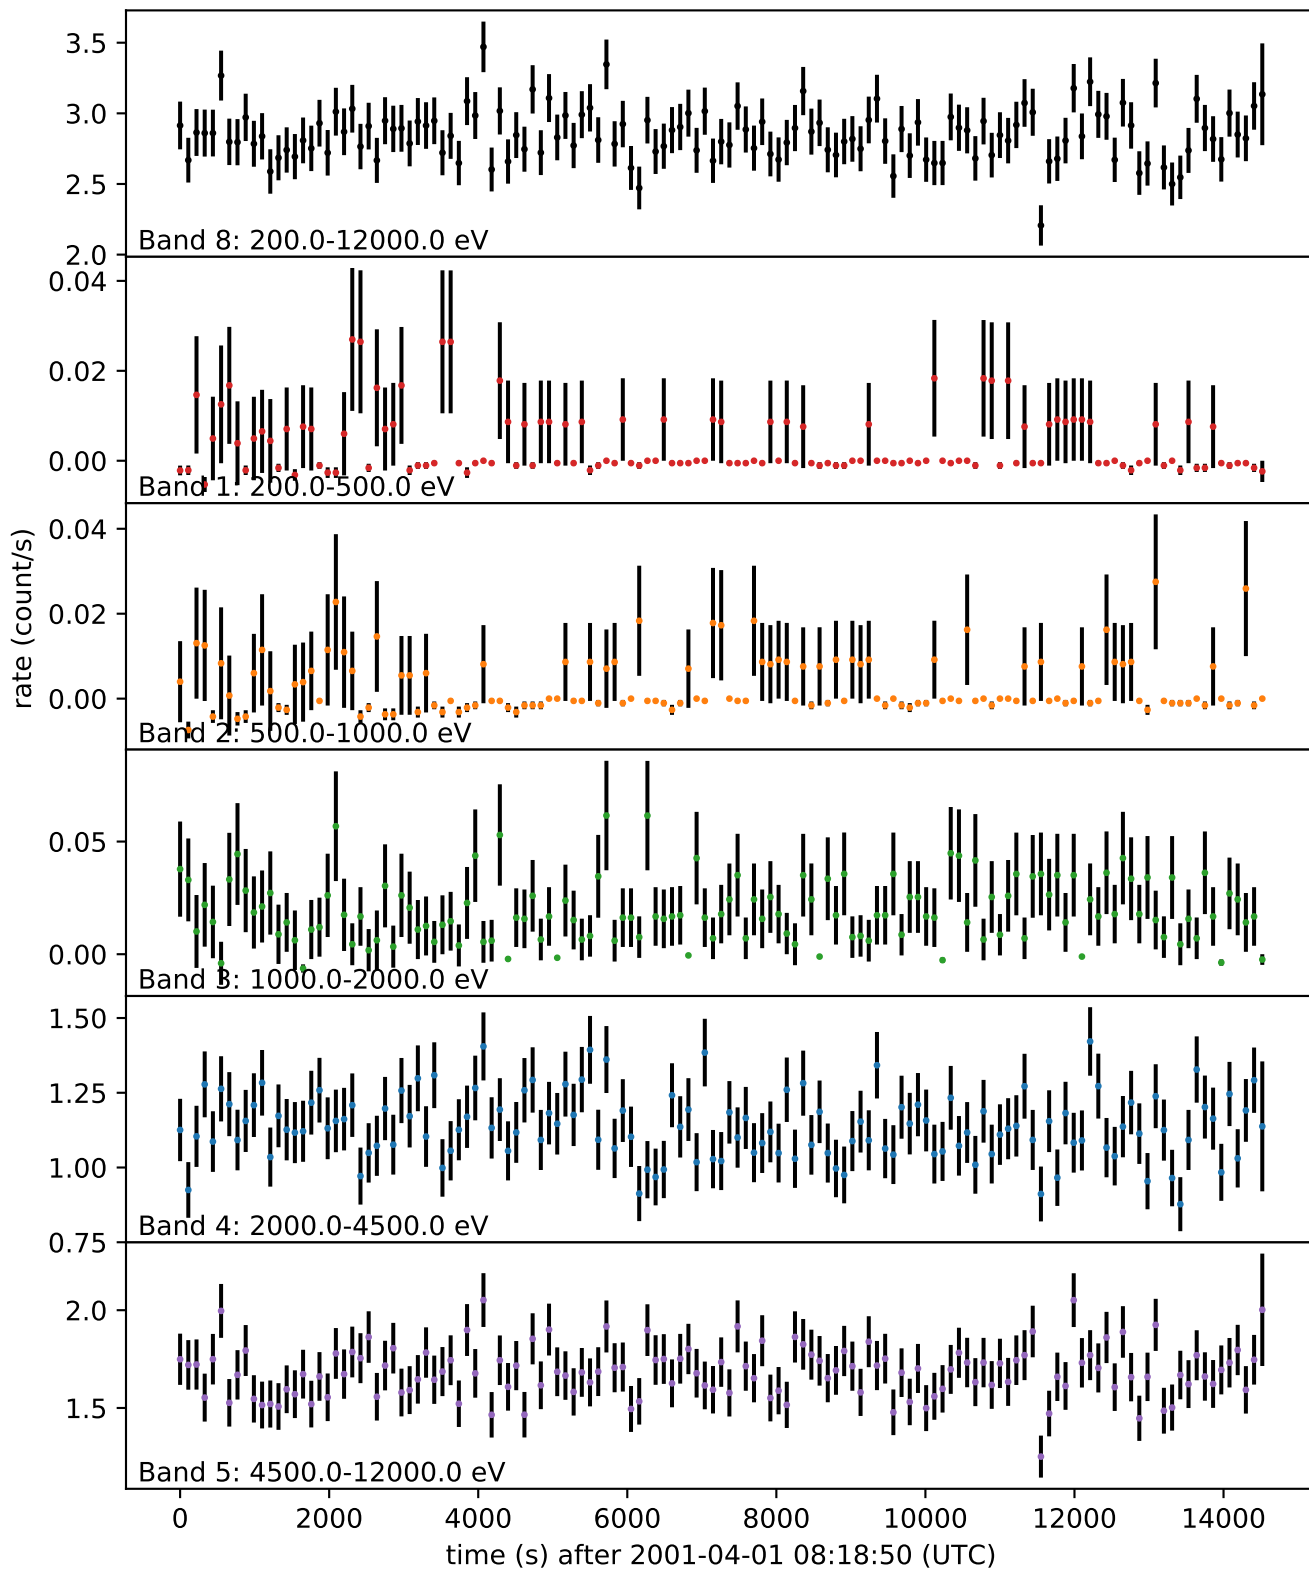 3.5
3.0
2.5
2.0
Band 8: 200.0-12000.0 eV
0.04
0.02
0.00
Band 1: 200.0-500.0 eV
0.04
0.02
0.00
Band 2: 500.0-1000.0 eV
rate (count/s)
0.05
0.00
Band 3: 1000.0-2000.0 eV
1.50
1.25
1.00
0.75
Band 4: 2000.0-4500.0 eV
2.0
1.5
Band 5: 4500.0-12000.0 eV
0 2000 4000 6000 8000 10000 12000 14000
time (s) after 2001-04-01 08:18:50 (UTC)